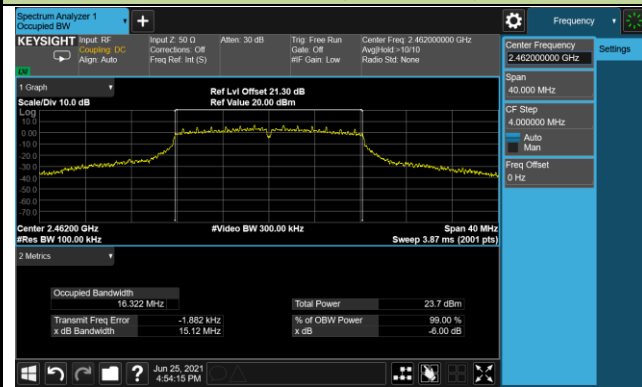 Spectrum Analyzer 1
Occupied BW
+
Frequency
KEYSIGHT
Input: RF
Coupling: DC
Align: Auto
Input Z: 50 Ω
Corrections: Off
Freq Ref: Int (S)
Atten: 30 dB
Trig: Free Run
Gate: Off
#IF Gain: Low
Center Freq: 2.462000000 GHz
Avg|Hold:>10/10
Radio Std: None
Center Frequency
2.462000000 GHz
Settings
Span
40.000 MHz
CF Step
4.000000 MHz
Auto
Man
Freq Offset
0 Hz
1 Graph
Scale/Div 10.0 dB
Ref Lvl Offset 21.30 dB
Ref Value 20.00 dBm
Log
10.0
0.00
-10.0
-20.0
-30.0
-40.0
-50.0
-60.0
-70.0
Center 2.46200 GHz
#Res BW 100.00 kHz
#Video BW 300.00 kHz
Span 40 MHz
Sweep 3.87 ms (2001 pts)
2 Metrics
Occupied Bandwidth
16.322 MHz
Total Power 23.7 dBm
Transmit Freq Error -1.882 kHz
% of OBW Power 99.00 %
x dB Bandwidth 15.12 MHz
x dB -6.00 dB
?
Jun 25, 2021
4:54:15 PM